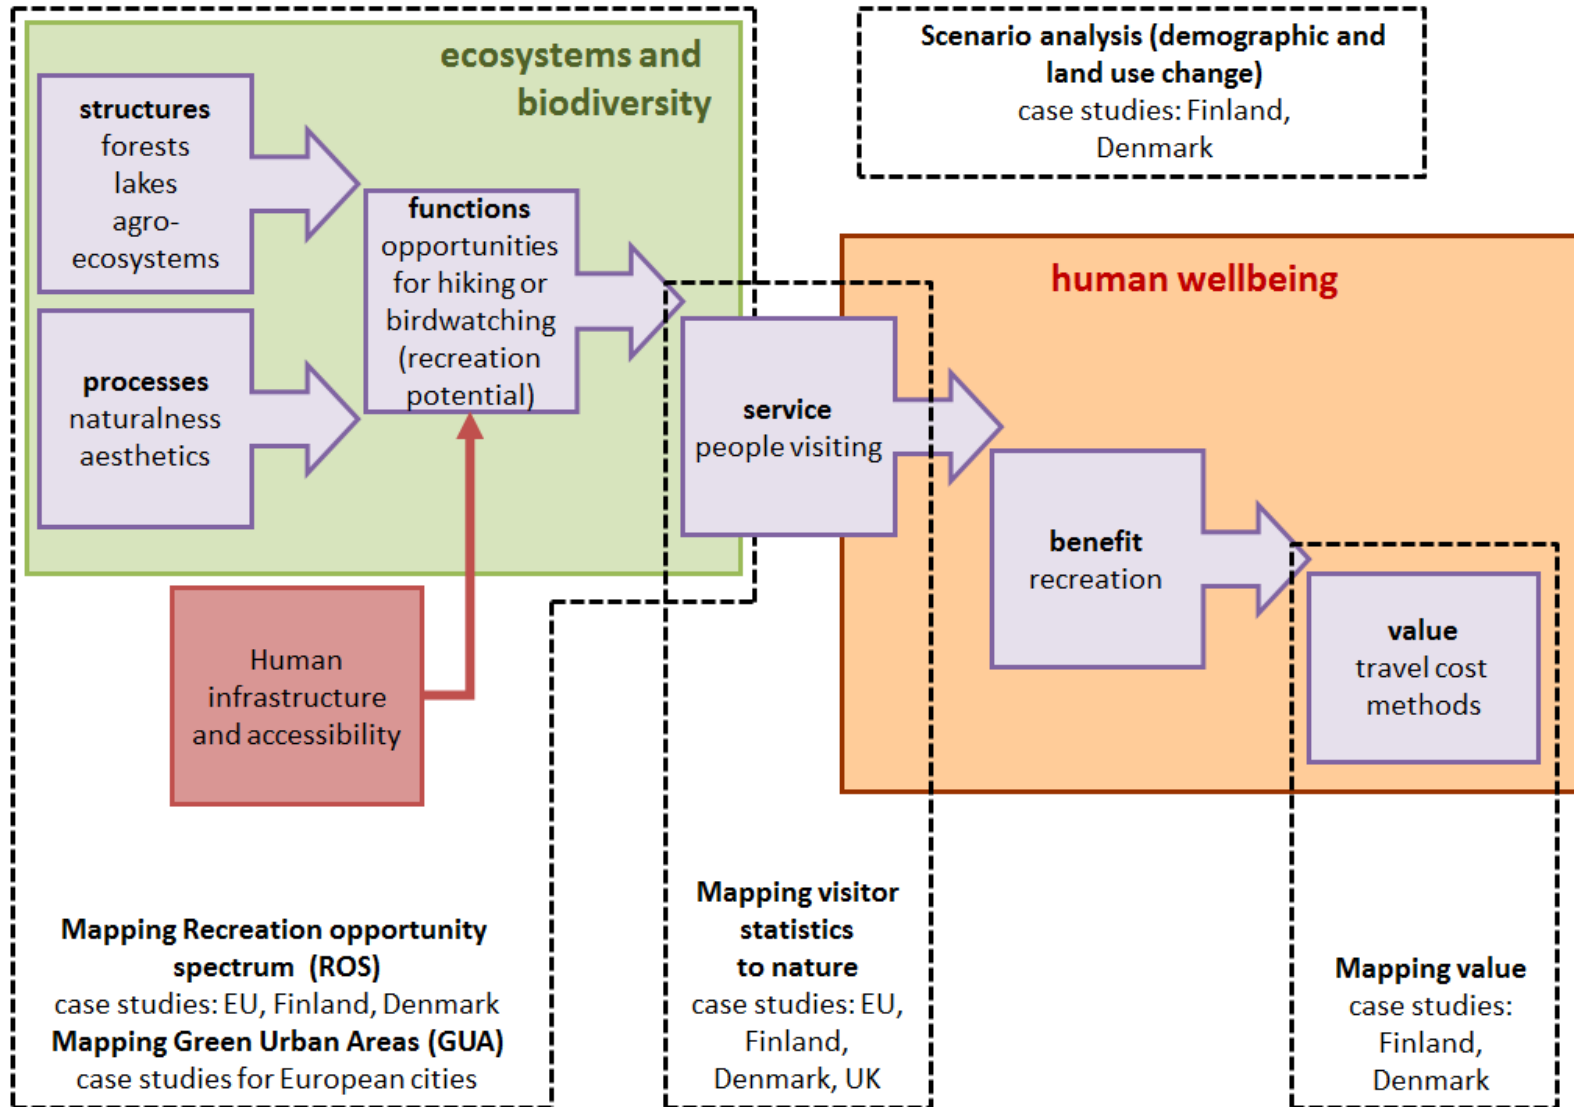 ecosystems and
biodiversity
structures
forests
lakes
agro-
ecosystems
processes
naturalness
aesthetics
functions
opportunities
for hiking or
birdwatching
(recreation
potential)
Human
infrastructure
and accessibility
service
people visiting
Scenario analysis (demographic and
land use change)
case studies: Finland,
Denmark
human wellbeing
benefit
recreation
value
travel cost
methods
Mapping Recreation opportunity
spectrum (ROS)
case studies: EU, Finland, Denmark
Mapping Green Urban Areas (GUA)
case studies for European cities
Mapping visitor
statistics
to nature
case studies: EU,
Finland,
Denmark, UK
Mapping value
case studies:
Finland,
Denmark